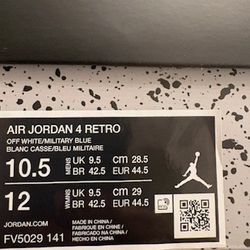 AIR JORDAN 4 RETRO
OFF WHITE/MILITARY BLUE
BLANC CASSE/BLEU MILITAIRE
10.5 MENS UK 9.5 cm 28.5
BR 42.5 EUR 44.5
12 WMNS UK 9.5 cm 29
BR 42.5 EUR 44.5
JORDAN.COM
FV5029 141
MADE IN CHINA /
FABRIQUÉ EN CHINE /
HECHO EN CHINA